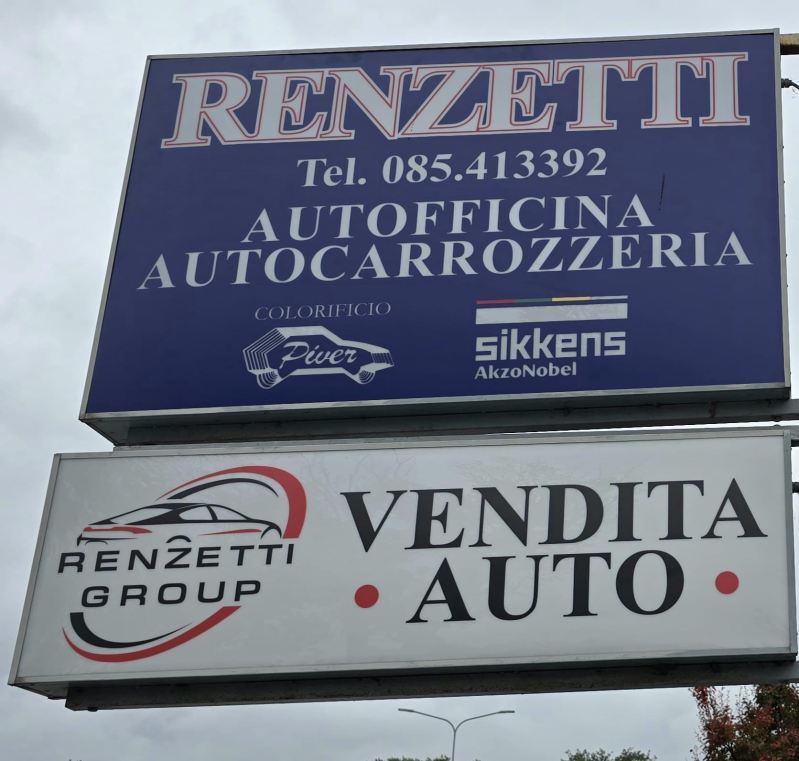 RENZETTI
Tel. 085.413392
AUTOFFICINA
AUTOCARROZZERIA
COLORIFICIO
Piver
sikkens
AkzoNobel
RENZETTI
GROUP
VENDITA
• AUTO •